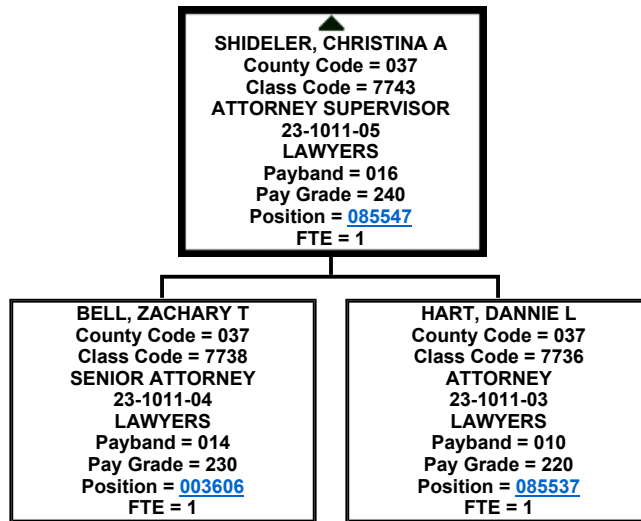 SHIDELER, CHRISTINA A
County Code = 037
Class Code = 7743
ATTORNEY SUPERVISOR
23-1011-05
LAWYERS
Payband = 016
Pay Grade = 240
Position = 085547
FTE = 1
BELL, ZACHARY T
County Code = 037
Class Code = 7738
SENIOR ATTORNEY
23-1011-04
LAWYERS
Payband = 014
Pay Grade = 230
Position = 003606
FTE = 1
HART, DANNIE L
County Code = 037
Class Code = 7736
ATTORNEY
23-1011-03
LAWYERS
Payband = 010
Pay Grade = 220
Position = 085537
FTE = 1